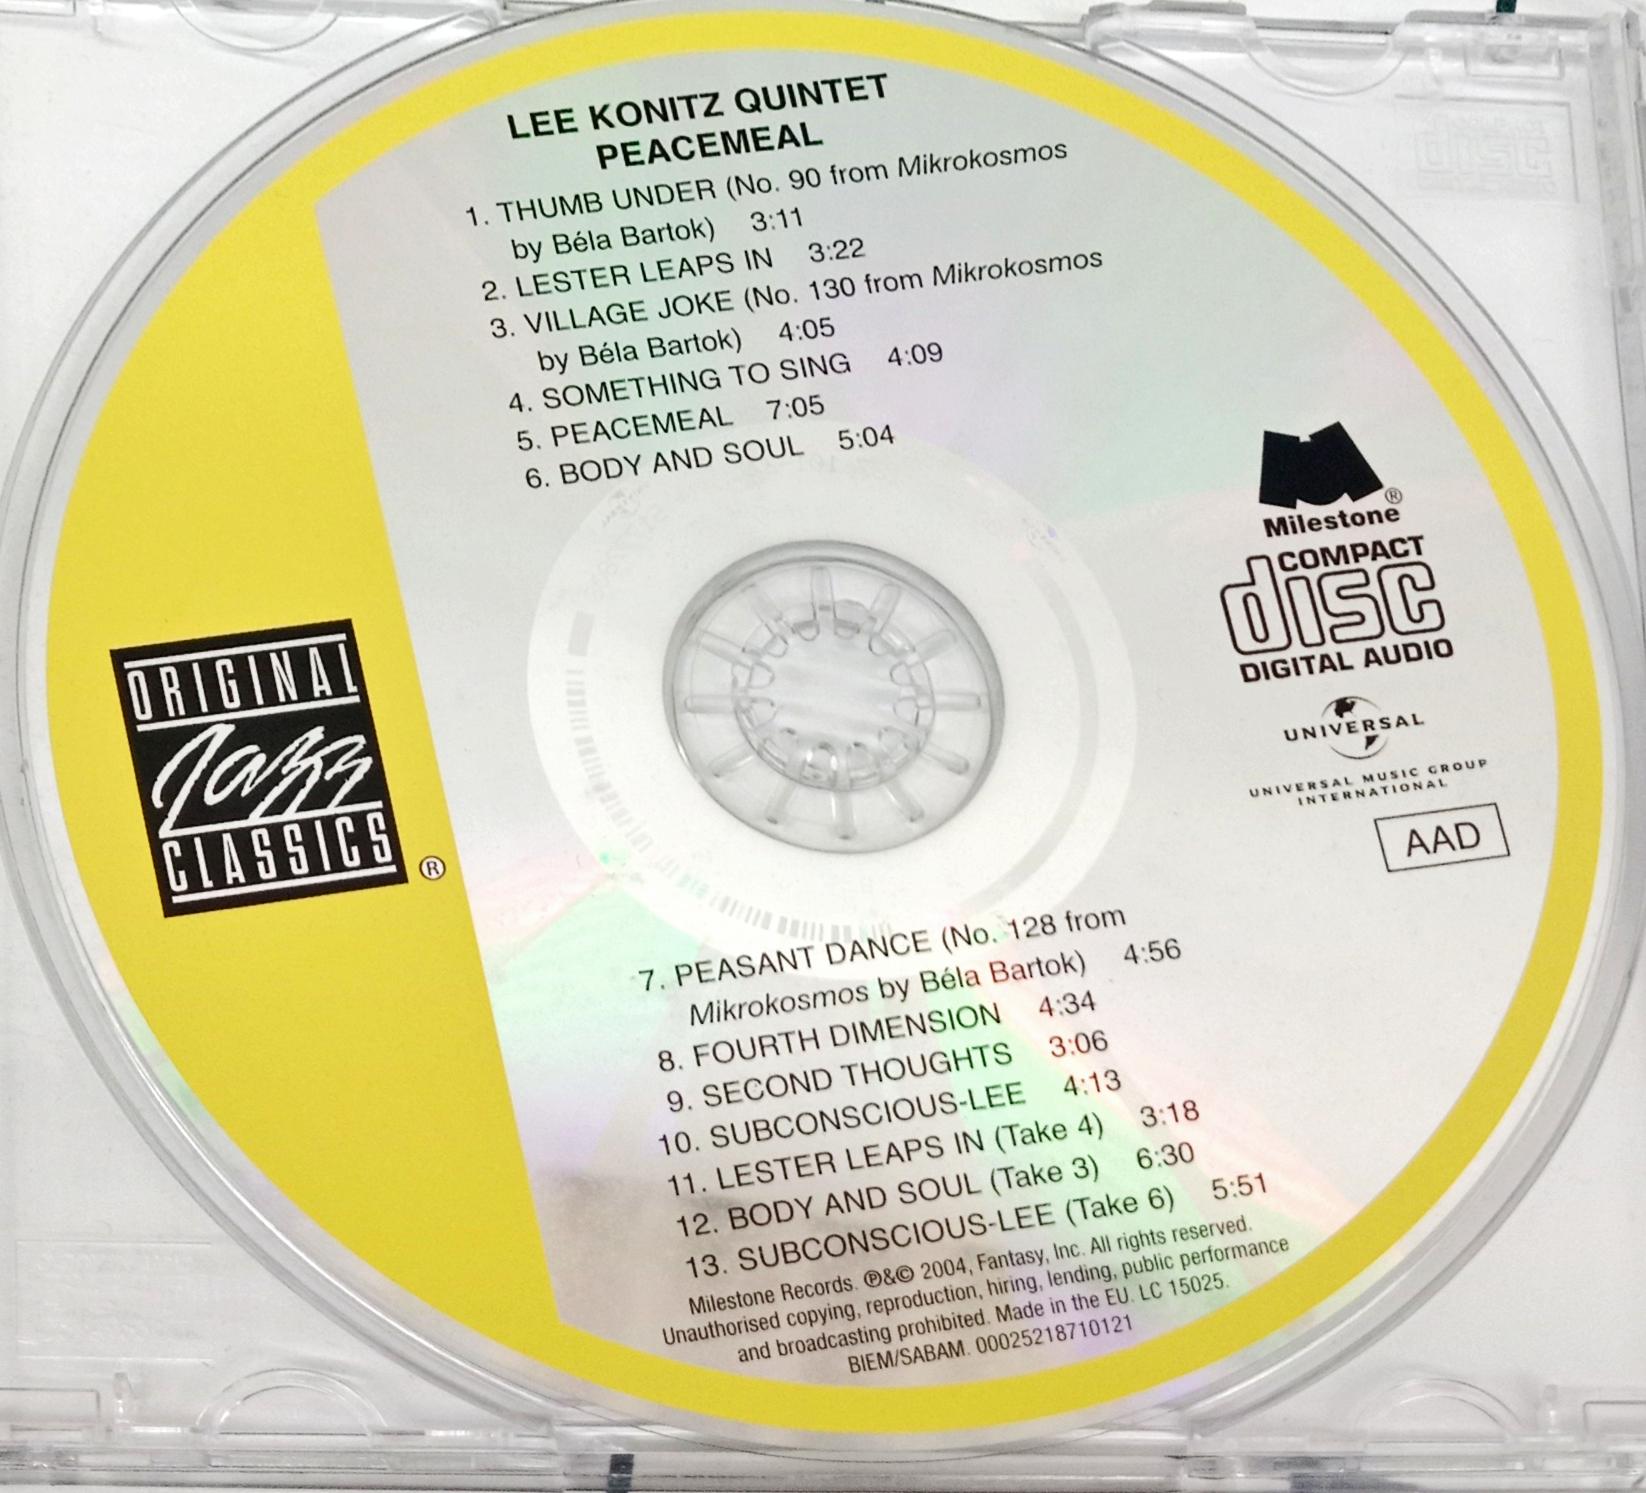 LEE KONITZ QUINTET
PEACEMEAL
1. THUMB UNDER (No. 90 from Mikrokosmos
by Béla Bartok) 3:11
2. LESTER LEAPS IN 3:22
3. VILLAGE JOKE (No. 130 from Mikrokosmos
by Béla Bartok) 4:05
4. SOMETHING TO SING 4:09
5. PEACEMEAL 7:05
6. BODY AND SOUL 5:04
Milestone
COMPACT
disc
DIGITAL AUDIO
UNIVERSAL
UNIVERSAL MUSIC GROUP
INTERNATIONAL
AAD
ORIGINAL
Jazz
CLASSICS
®
7. PEASANT DANCE (No. 128 from
Mikrokosmos by Béla Bartok) 4:56
8. FOURTH DIMENSION 4:34
9. SECOND THOUGHTS 3:06
10. SUBCONSCIOUS-LEE 4:13
11. LESTER LEAPS IN (Take 4) 3:18
12. BODY AND SOUL (Take 3) 6:30
13. SUBCONSCIOUS-LEE (Take 6) 5:51
Milestone Records. ℗&© 2004, Fantasy, Inc. All rights reserved.
Unauthorised copying, reproduction, hiring, lending, public performance
and broadcasting prohibited. Made in the EU. LC 15025.
BIEM/SABAM. 00025218710121
disc